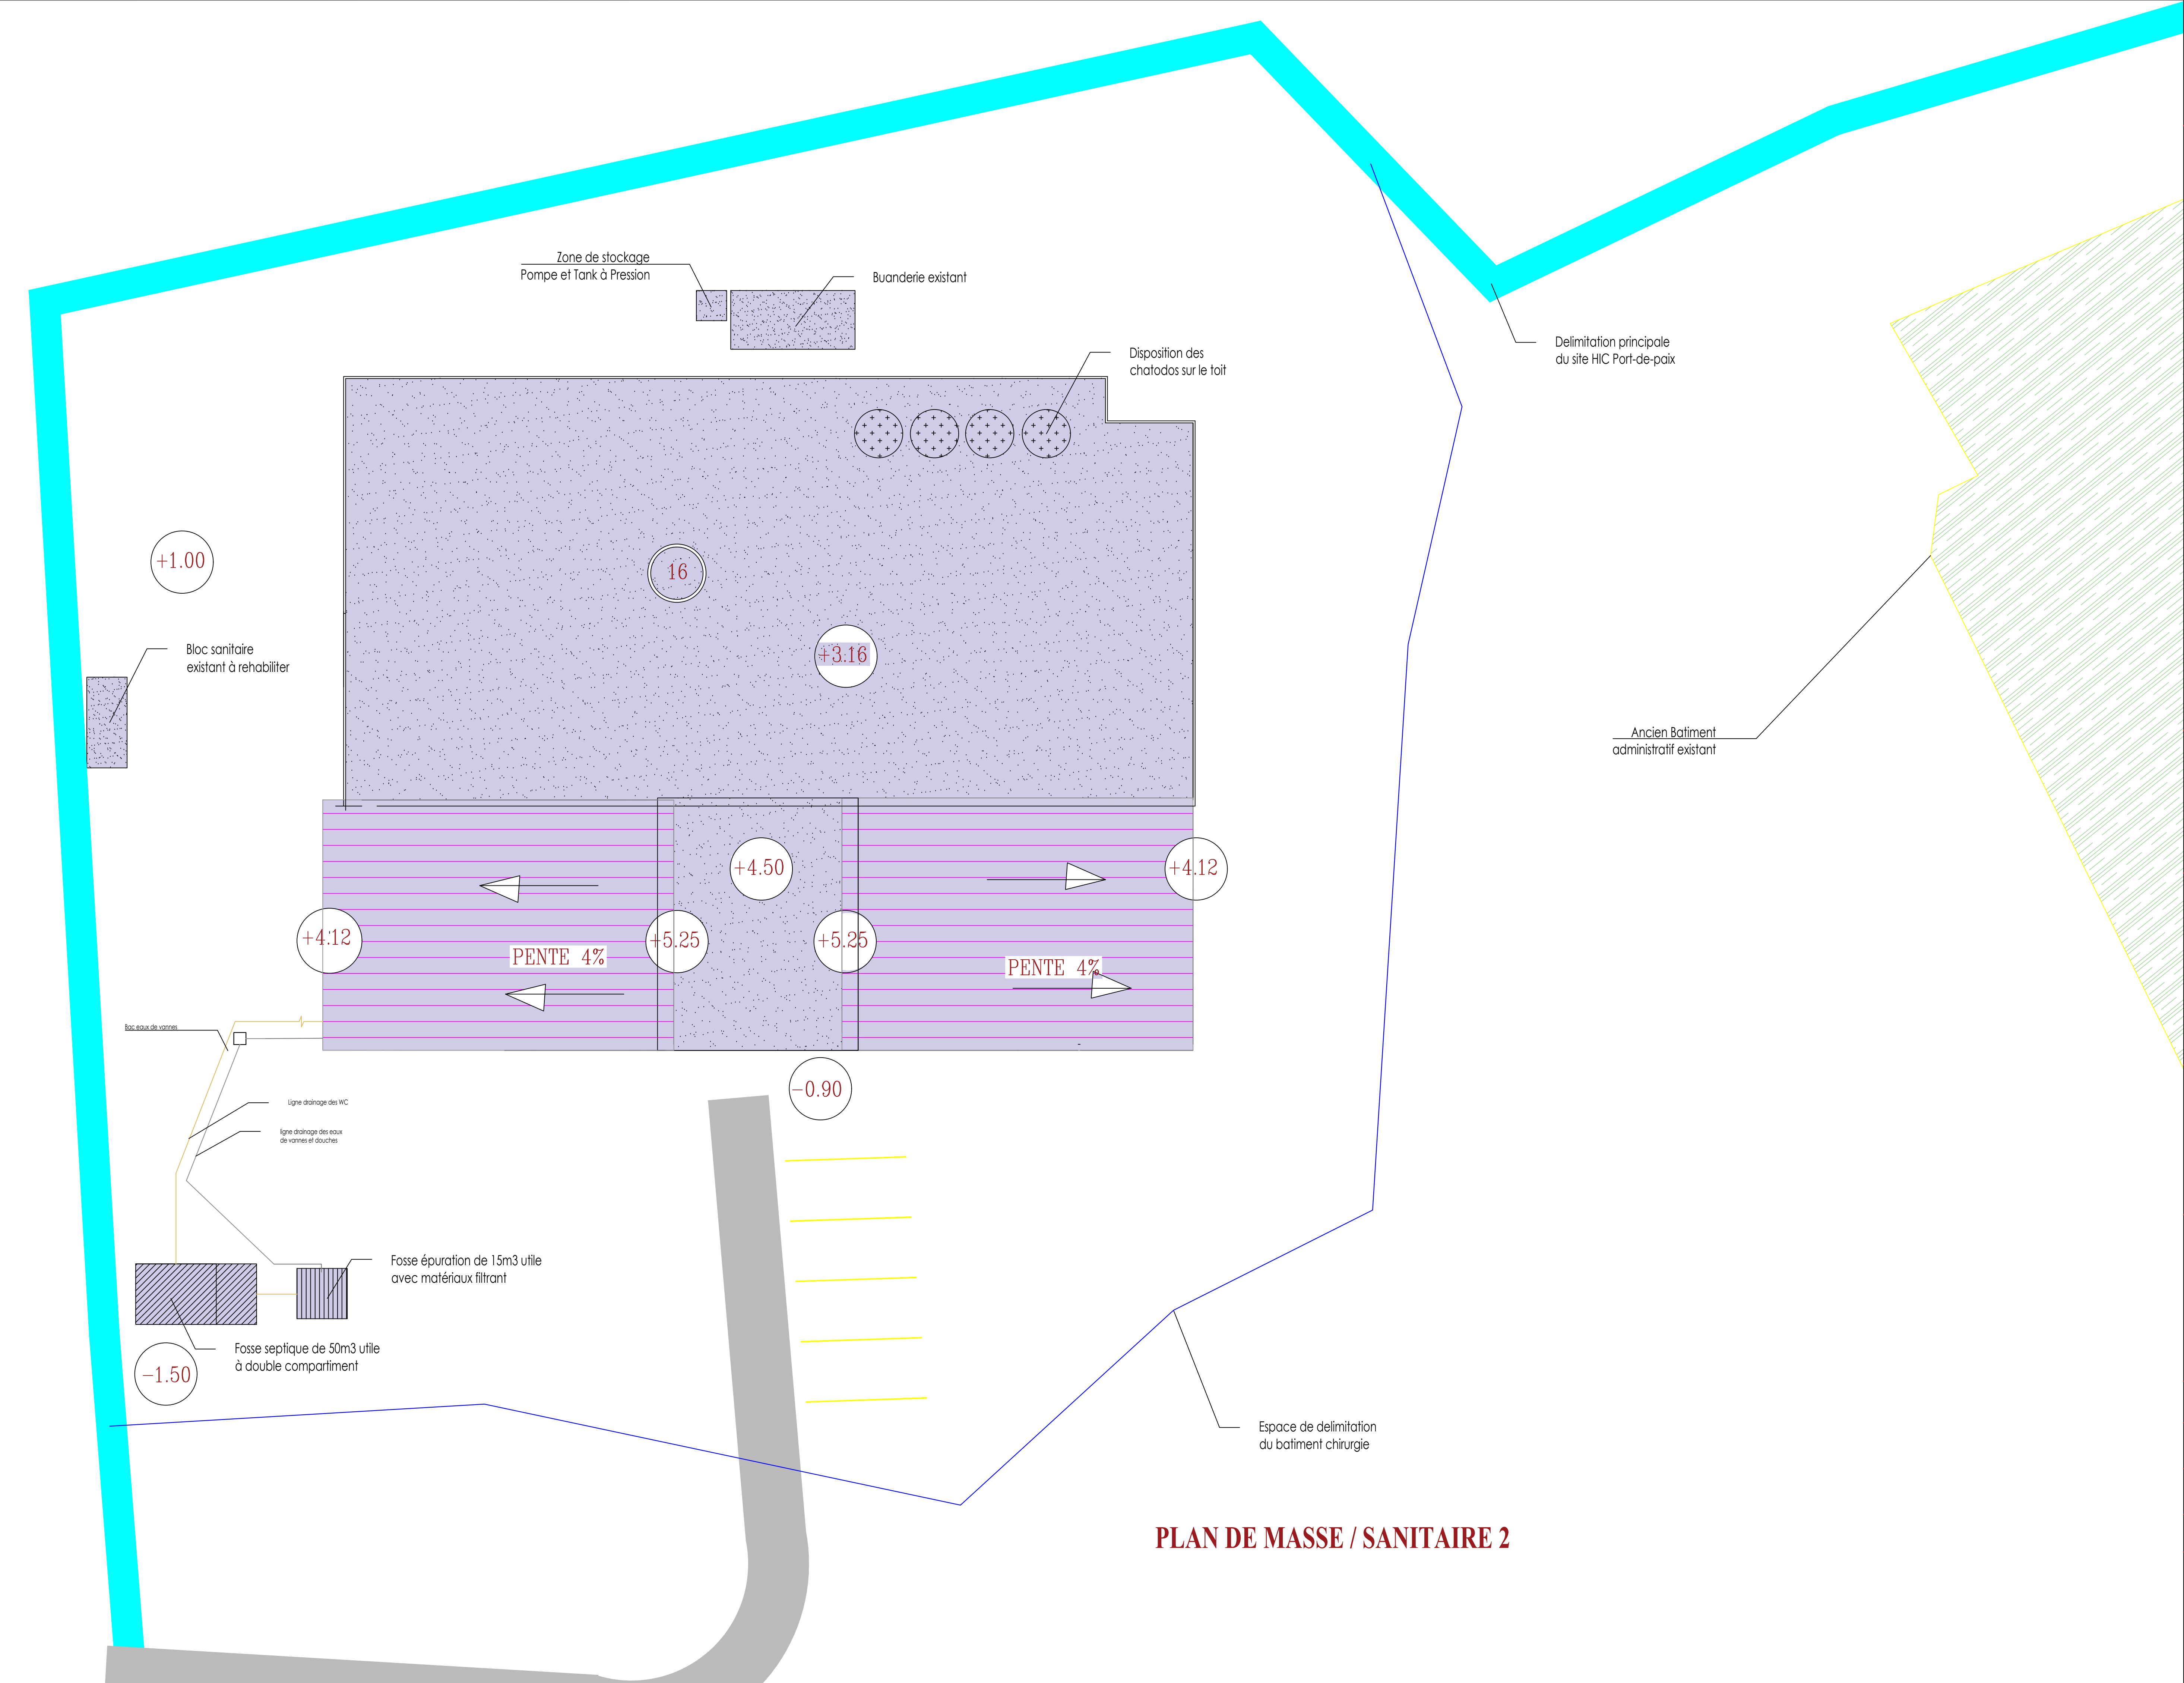 Zone de stockage
Pompe et Tank à Pression
Buanderie existant
Disposition des
chatodos sur le toit
Delimitation principale
du site HIC Port-de-paix
+1.00
16
+3.16
Bloc sanitaire
existant à rehabiliter
Ancien Batiment
administratif existant
+4.50
+4.12
+4.12
+5.25
+5.25
PENTE 4%
PENTE 4%
Bac eaux de vannes
-0.90
Ligne drainage des WC
ligne drainage des eaux
de vannes et douches
Fosse épuration de 15m3 utile
avec matériaux filtrant
Fosse septique de 50m3 utile
à double compartiment
-1.50
Espace de delimitation
du batiment chirurgie
PLAN DE MASSE / SANITAIRE 2